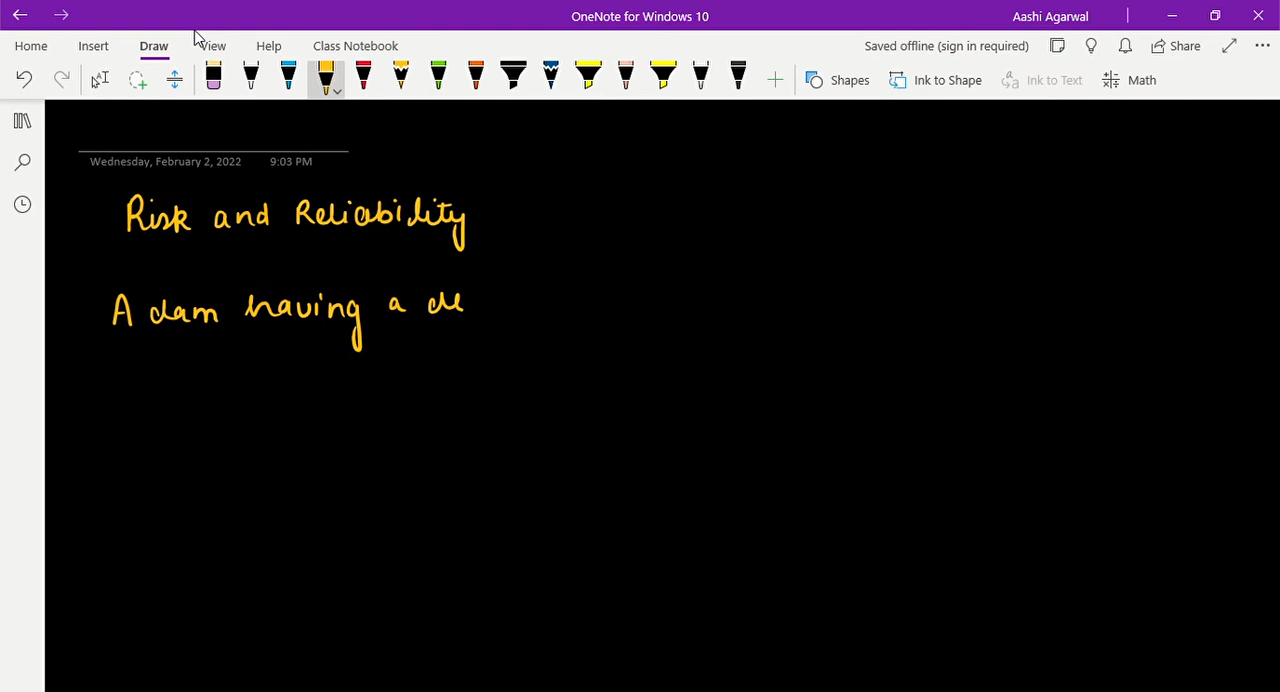 OneNote for Windows 10
Aashi Agarwal
Home Insert Draw View Help Class Notebook
Saved offline (sign in required) Share
Shapes Ink to Shape Ink to Text Math
Wednesday, February 2, 2022 9:03 PM
Risk and Reliability
A dam having a de